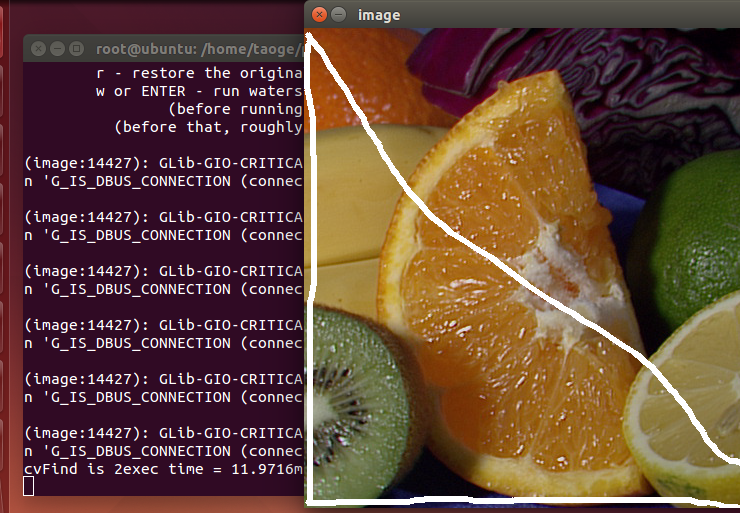 image
root@ubuntu: /home/taoge/
r - restore the origina
w or ENTER - run waters
(before running
(before that, roughly
(image:14427): GLib-GIO-CRITICA
n 'G_IS_DBUS_CONNECTION (connec
(image:14427): GLib-GIO-CRITICA
n 'G_IS_DBUS_CONNECTION (connec
(image:14427): GLib-GIO-CRITICA
n 'G_IS_DBUS_CONNECTION (connec
(image:14427): GLib-GIO-CRITICA
n 'G_IS_DBUS_CONNECTION (connec
(image:14427): GLib-GIO-CRITICA
n 'G_IS_DBUS_CONNECTION (connec
(image:14427): GLib-GIO-CRITICA
n 'G_IS_DBUS_CONNECTION (connec
cvFind is 2exec time = 11.9716m